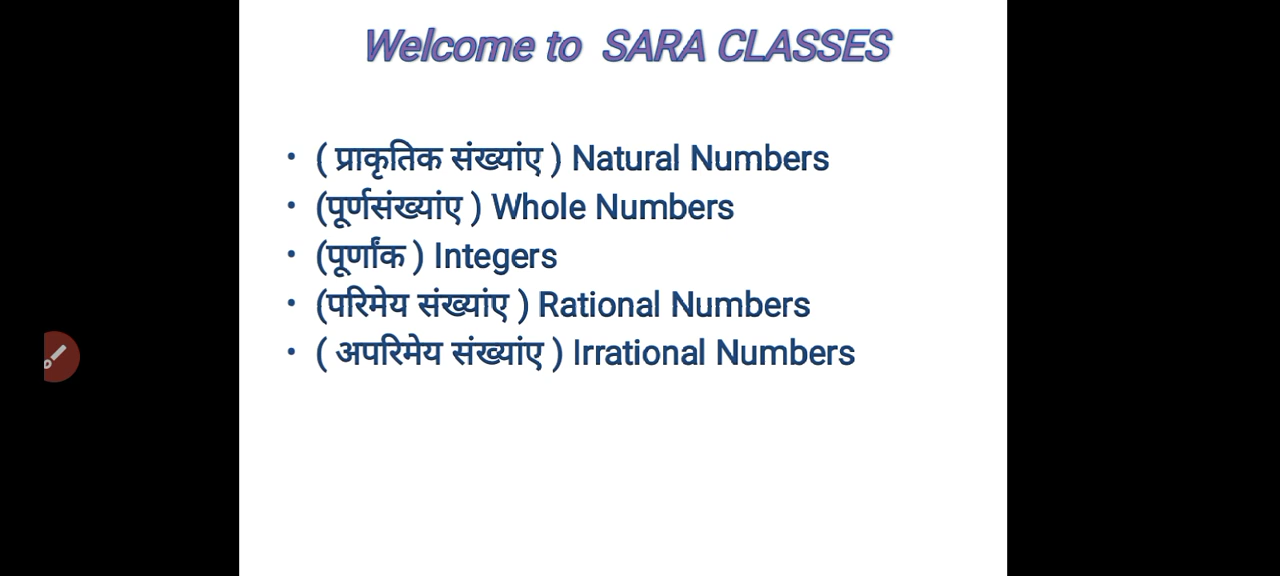 Welcome to SARA CLASSES
• ( प्राकृतिक संख्यांए ) Natural Numbers
• (पूर्णसंख्यांए ) Whole Numbers
• (पूर्णांक ) Integers
• (परिमेय संख्यांए ) Rational Numbers
• ( अपरिमेय संख्यांए ) Irrational Numbers